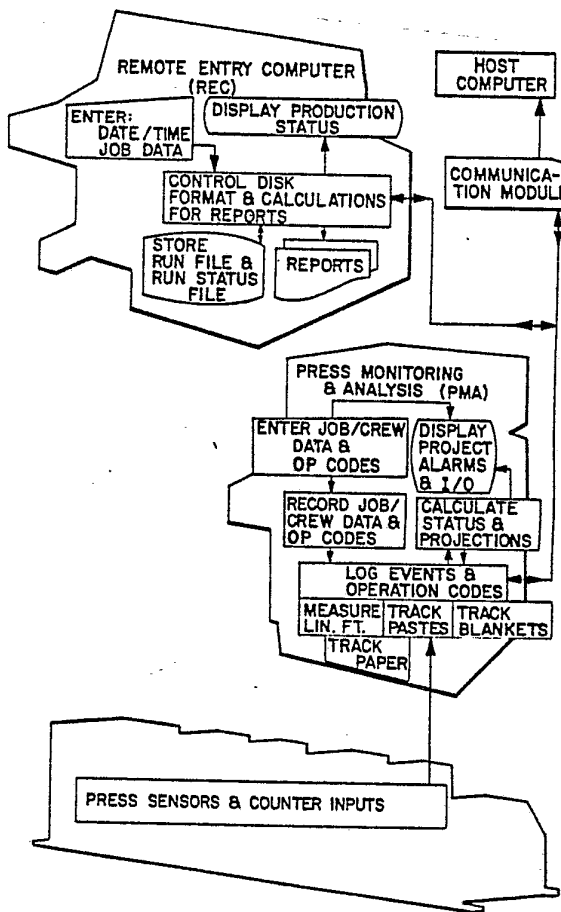 REMOTE ENTRY COMPUTER
(REC)
ENTER:
DATE/TIME
JOB DATA
DISPLAY PRODUCTION
STATUS
CONTROL DISK
FORMAT & CALCULATIONS
FOR REPORTS
STORE
RUN FILE &
RUN STATUS
FILE
REPORTS
HOST
COMPUTER
COMMUNICA-
TION MODULE
PRESS MONITORING
& ANALYSIS (PMA)
ENTER JOB/CREW
DATA &
OP CODES
DISPLAY
PROJECT
ALARMS
& I/O
RECORD JOB/
CREW DATA &
OP CODES
CALCULATE
STATUS &
PROJECTIONS
LOG EVENTS &
OPERATION CODES
MEASURE
LIN. FT.
TRACK
PASTES
TRACK
BLANKETS
TRACK
PAPER
PRESS SENSORS & COUNTER INPUTS